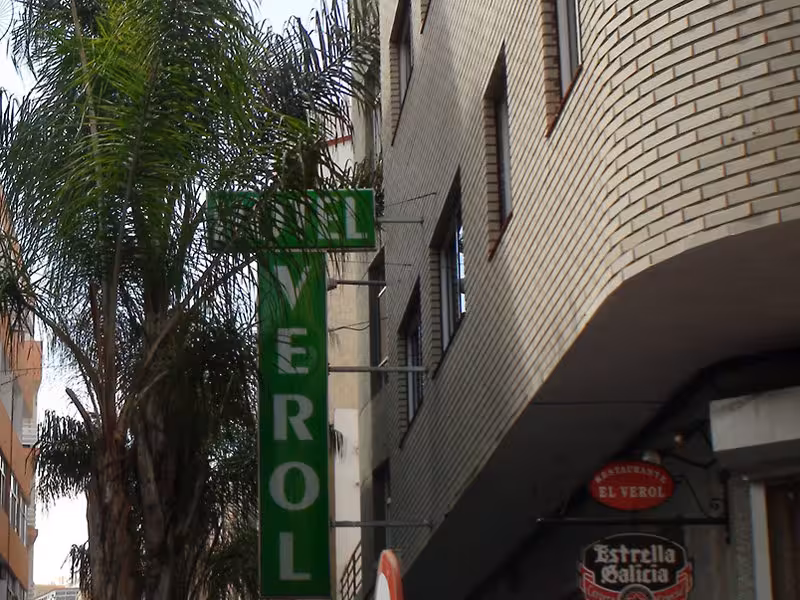 HOTEL
VEROL
RESTAURANTE
EL VEROL
Estrella
Galicia